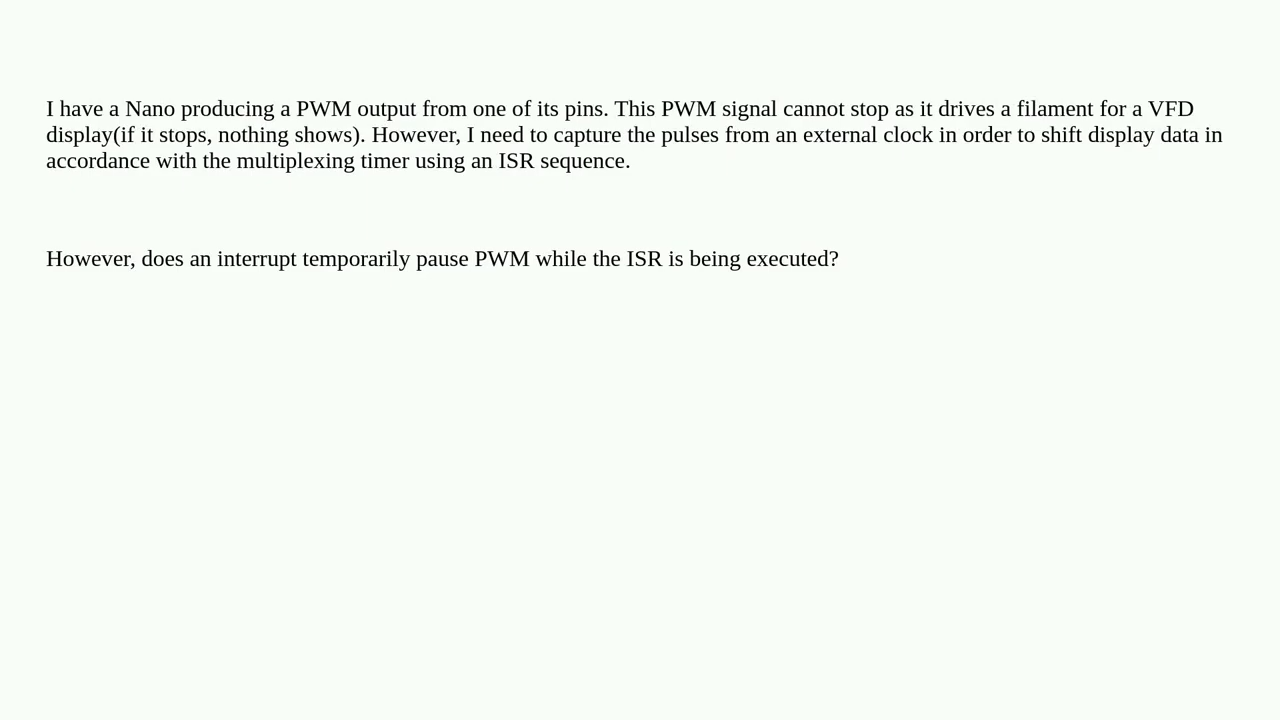 I have a Nano producing a PWM output from one of its pins. This PWM signal cannot stop as it drives a filament for a VFD
display(if it stops, nothing shows). However, I need to capture the pulses from an external clock in order to shift display data in
accordance with the multiplexing timer using an ISR sequence.
However, does an interrupt temporarily pause PWM while the ISR is being executed?